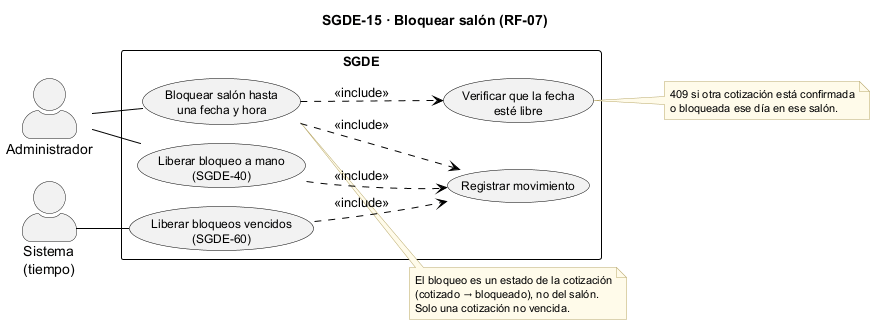 SGDE-15 · Bloquear salón (RF-07)
SGDE
Bloquear salón hasta
una fecha y hora
«include»
Verificar que la fecha
esté libre
409 si otra cotización está confirmada
o bloqueada ese día en ese salón.
Administrador
«include»
Liberar bloqueo a mano
(SGDE-40)
«include»
Registrar movimiento
«include»
Liberar bloqueos vencidos
(SGDE-60)
Sistema
(tiempo)
El bloqueo es un estado de la cotización
(cotizado → bloqueado), no del salón.
Solo una cotización no vencida.